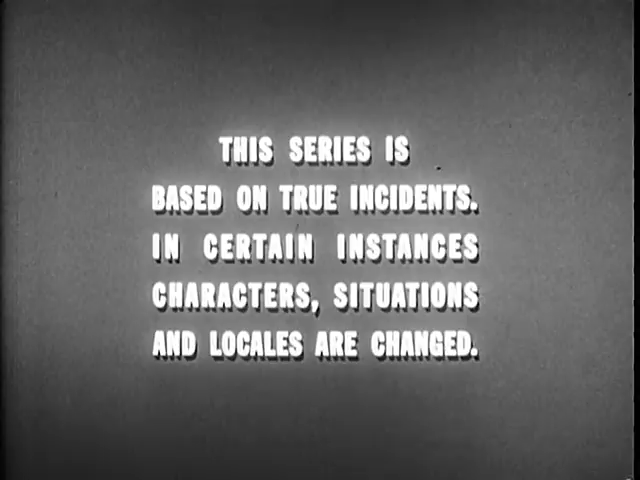 THIS SERIES IS
BASED ON TRUE INCIDENTS.
IN CERTAIN INSTANCES
CHARACTERS, SITUATIONS
AND LOCALES ARE CHANGED.